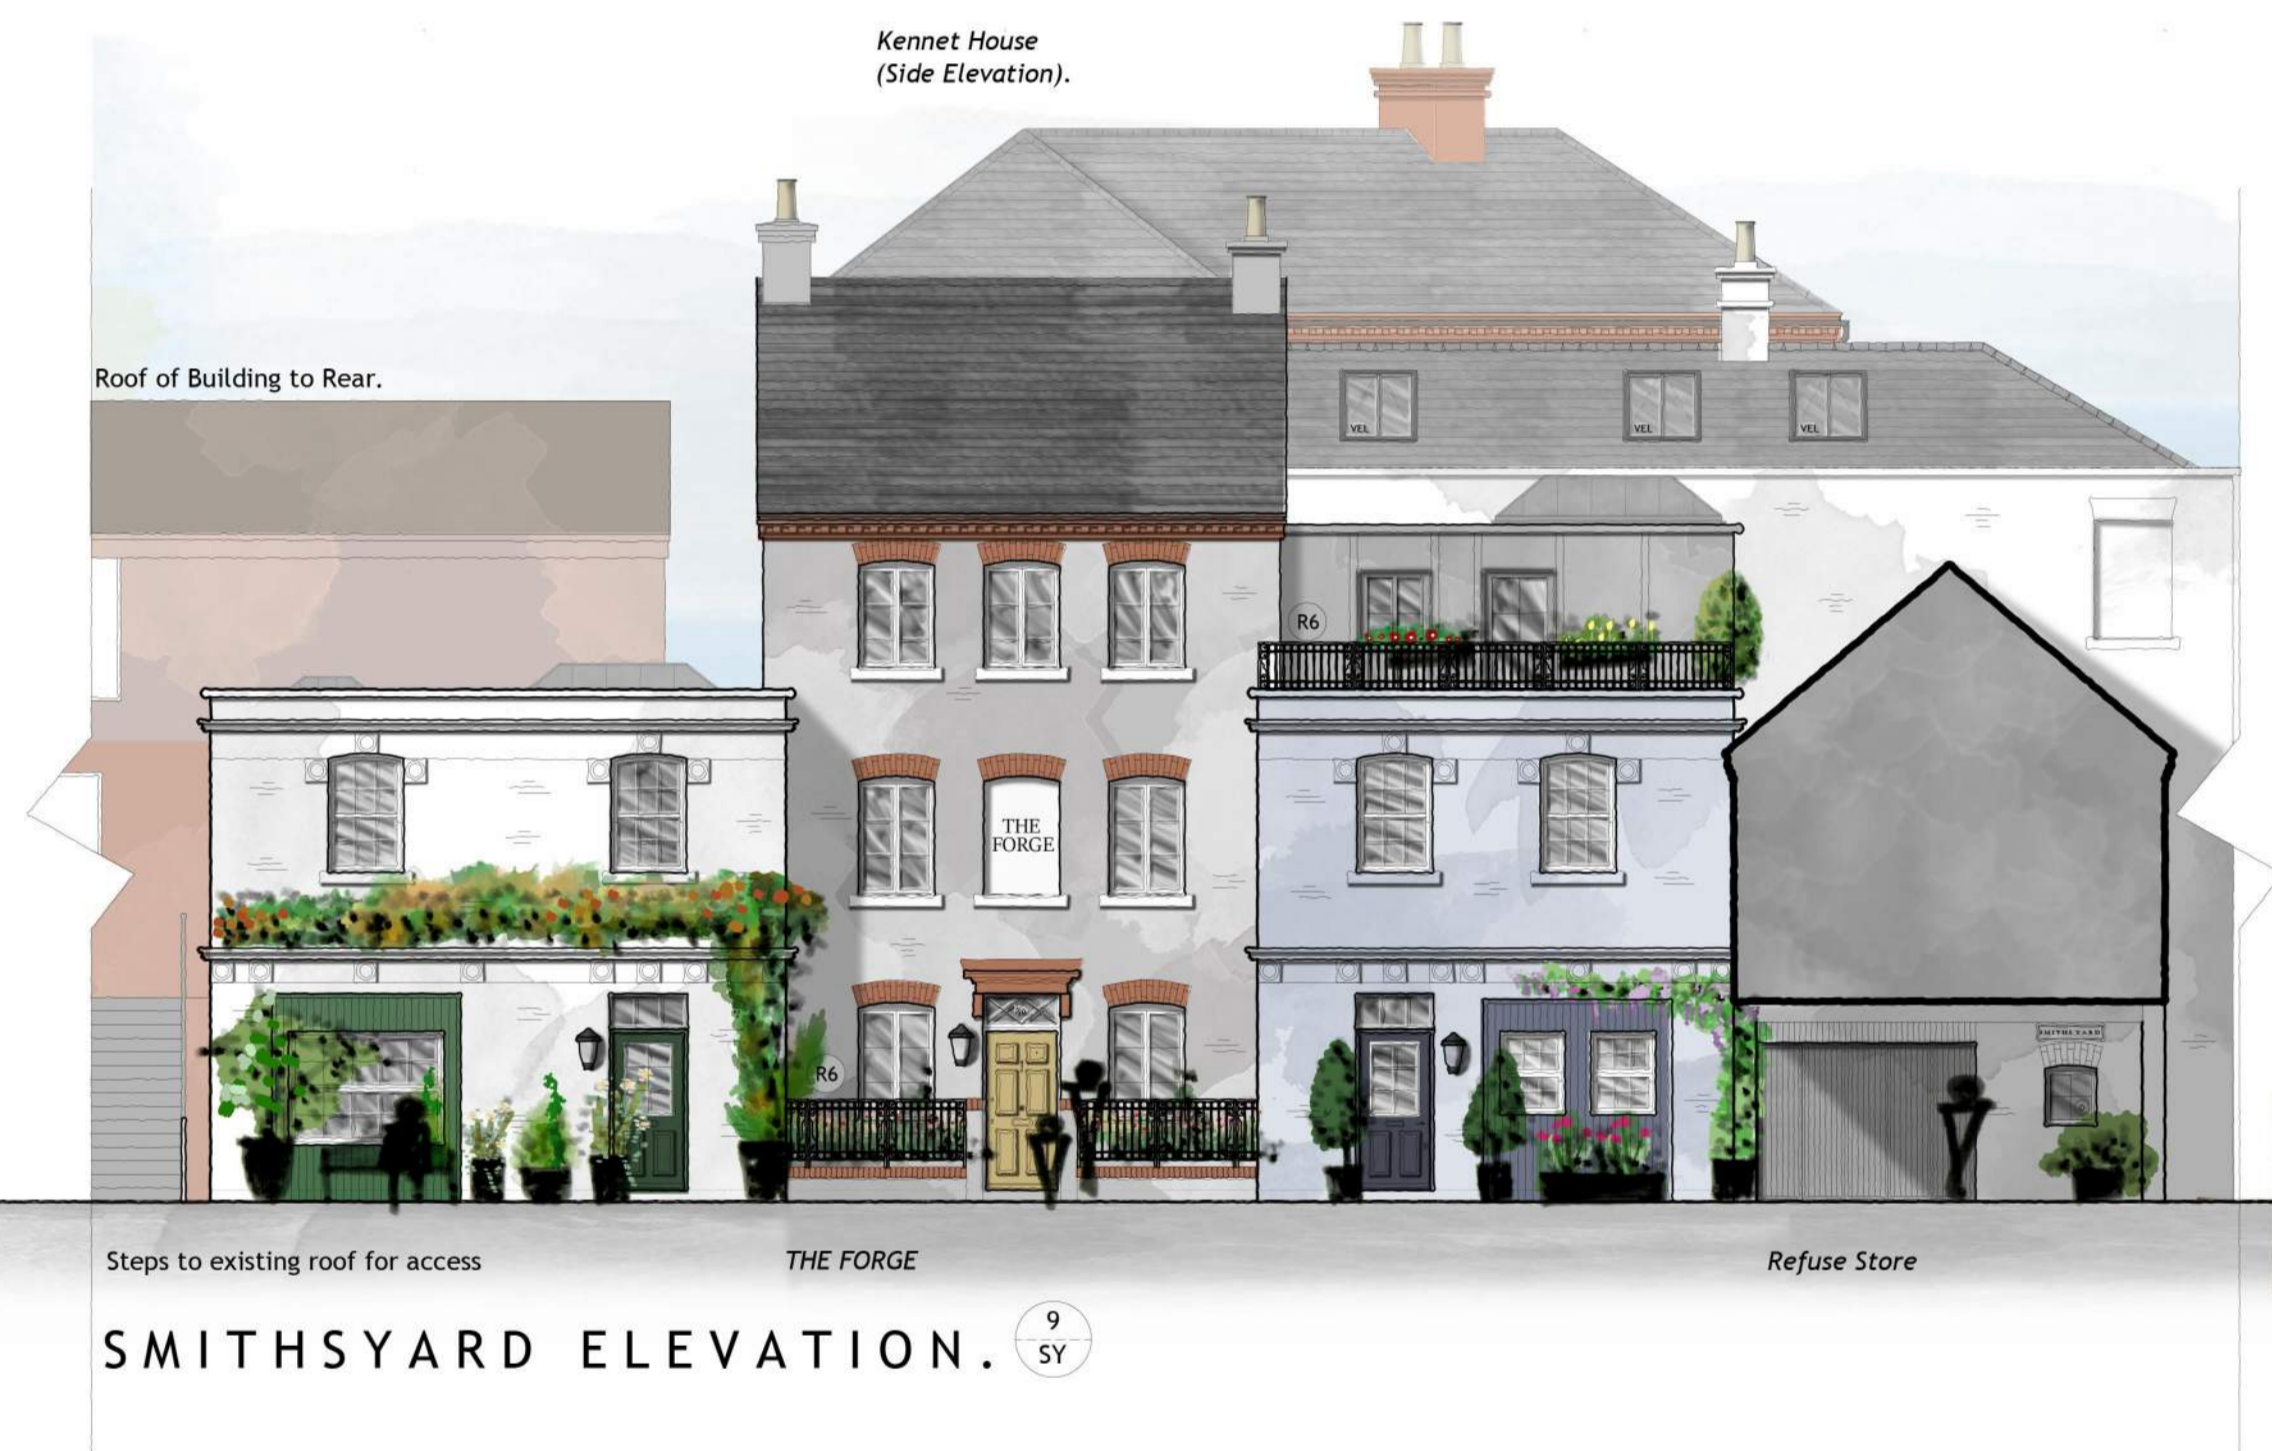 Kennet House
(Side Elevation).
Roof of Building to Rear.
VEL
VEL
VEL
R6
THE
FORGE
R6
SMITHSYARD
Steps to existing roof for access
THE FORGE
Refuse Store
SMITHSYARD ELEVATION.
9
SY